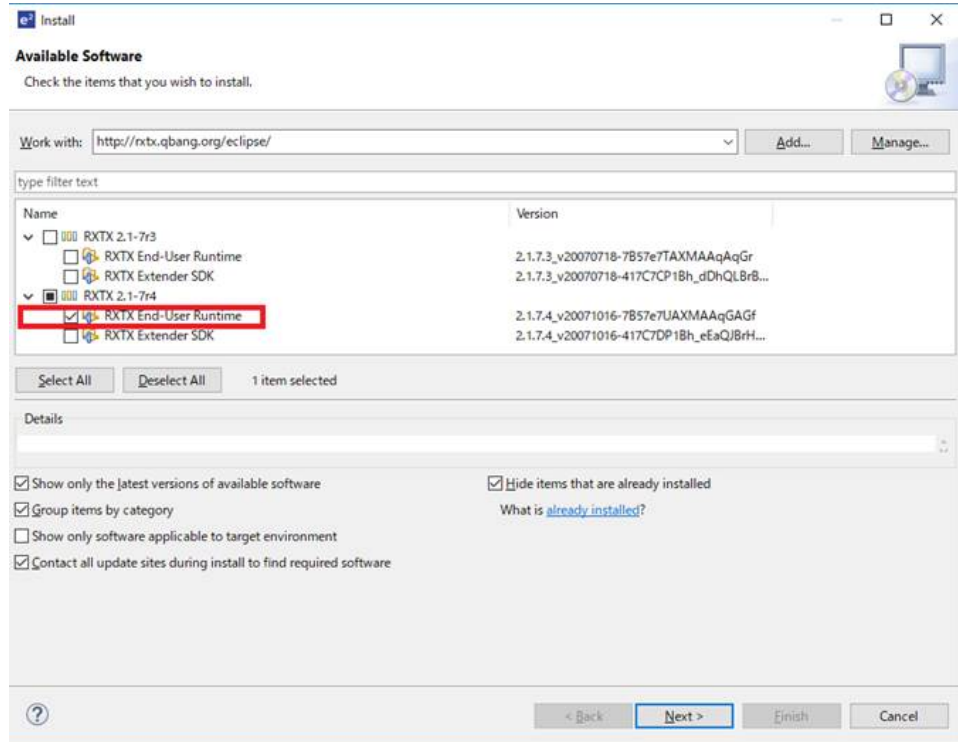 e² Install
Available Software
Check the items that you wish to install.
Work with: http://rxtx.qbang.org/eclipse/ Add... Manage...
type filter text
Name Version
RXTX 2.1-7r3
RXTX End-User Runtime 2.1.7.3_v20070718-7B57e7TAXMAAqAqGr
RXTX Extender SDK 2.1.7.3_v20070718-417C7CP1Bh_dDhQLBrB...
RXTX 2.1-7r4
RXTX End-User Runtime 2.1.7.4_v20071016-7B57e7UAXMAAqGAGf
RXTX Extender SDK 2.1.7.4_v20071016-417C7DP1Bh_eEaQJBrH...
Select All Deselect All 1 item selected
Details
Show only the latest versions of available software Hide items that are already installed
Group items by category What is already installed?
Show only software applicable to target environment
Contact all update sites during install to find required software
? < Back Next > Finish Cancel